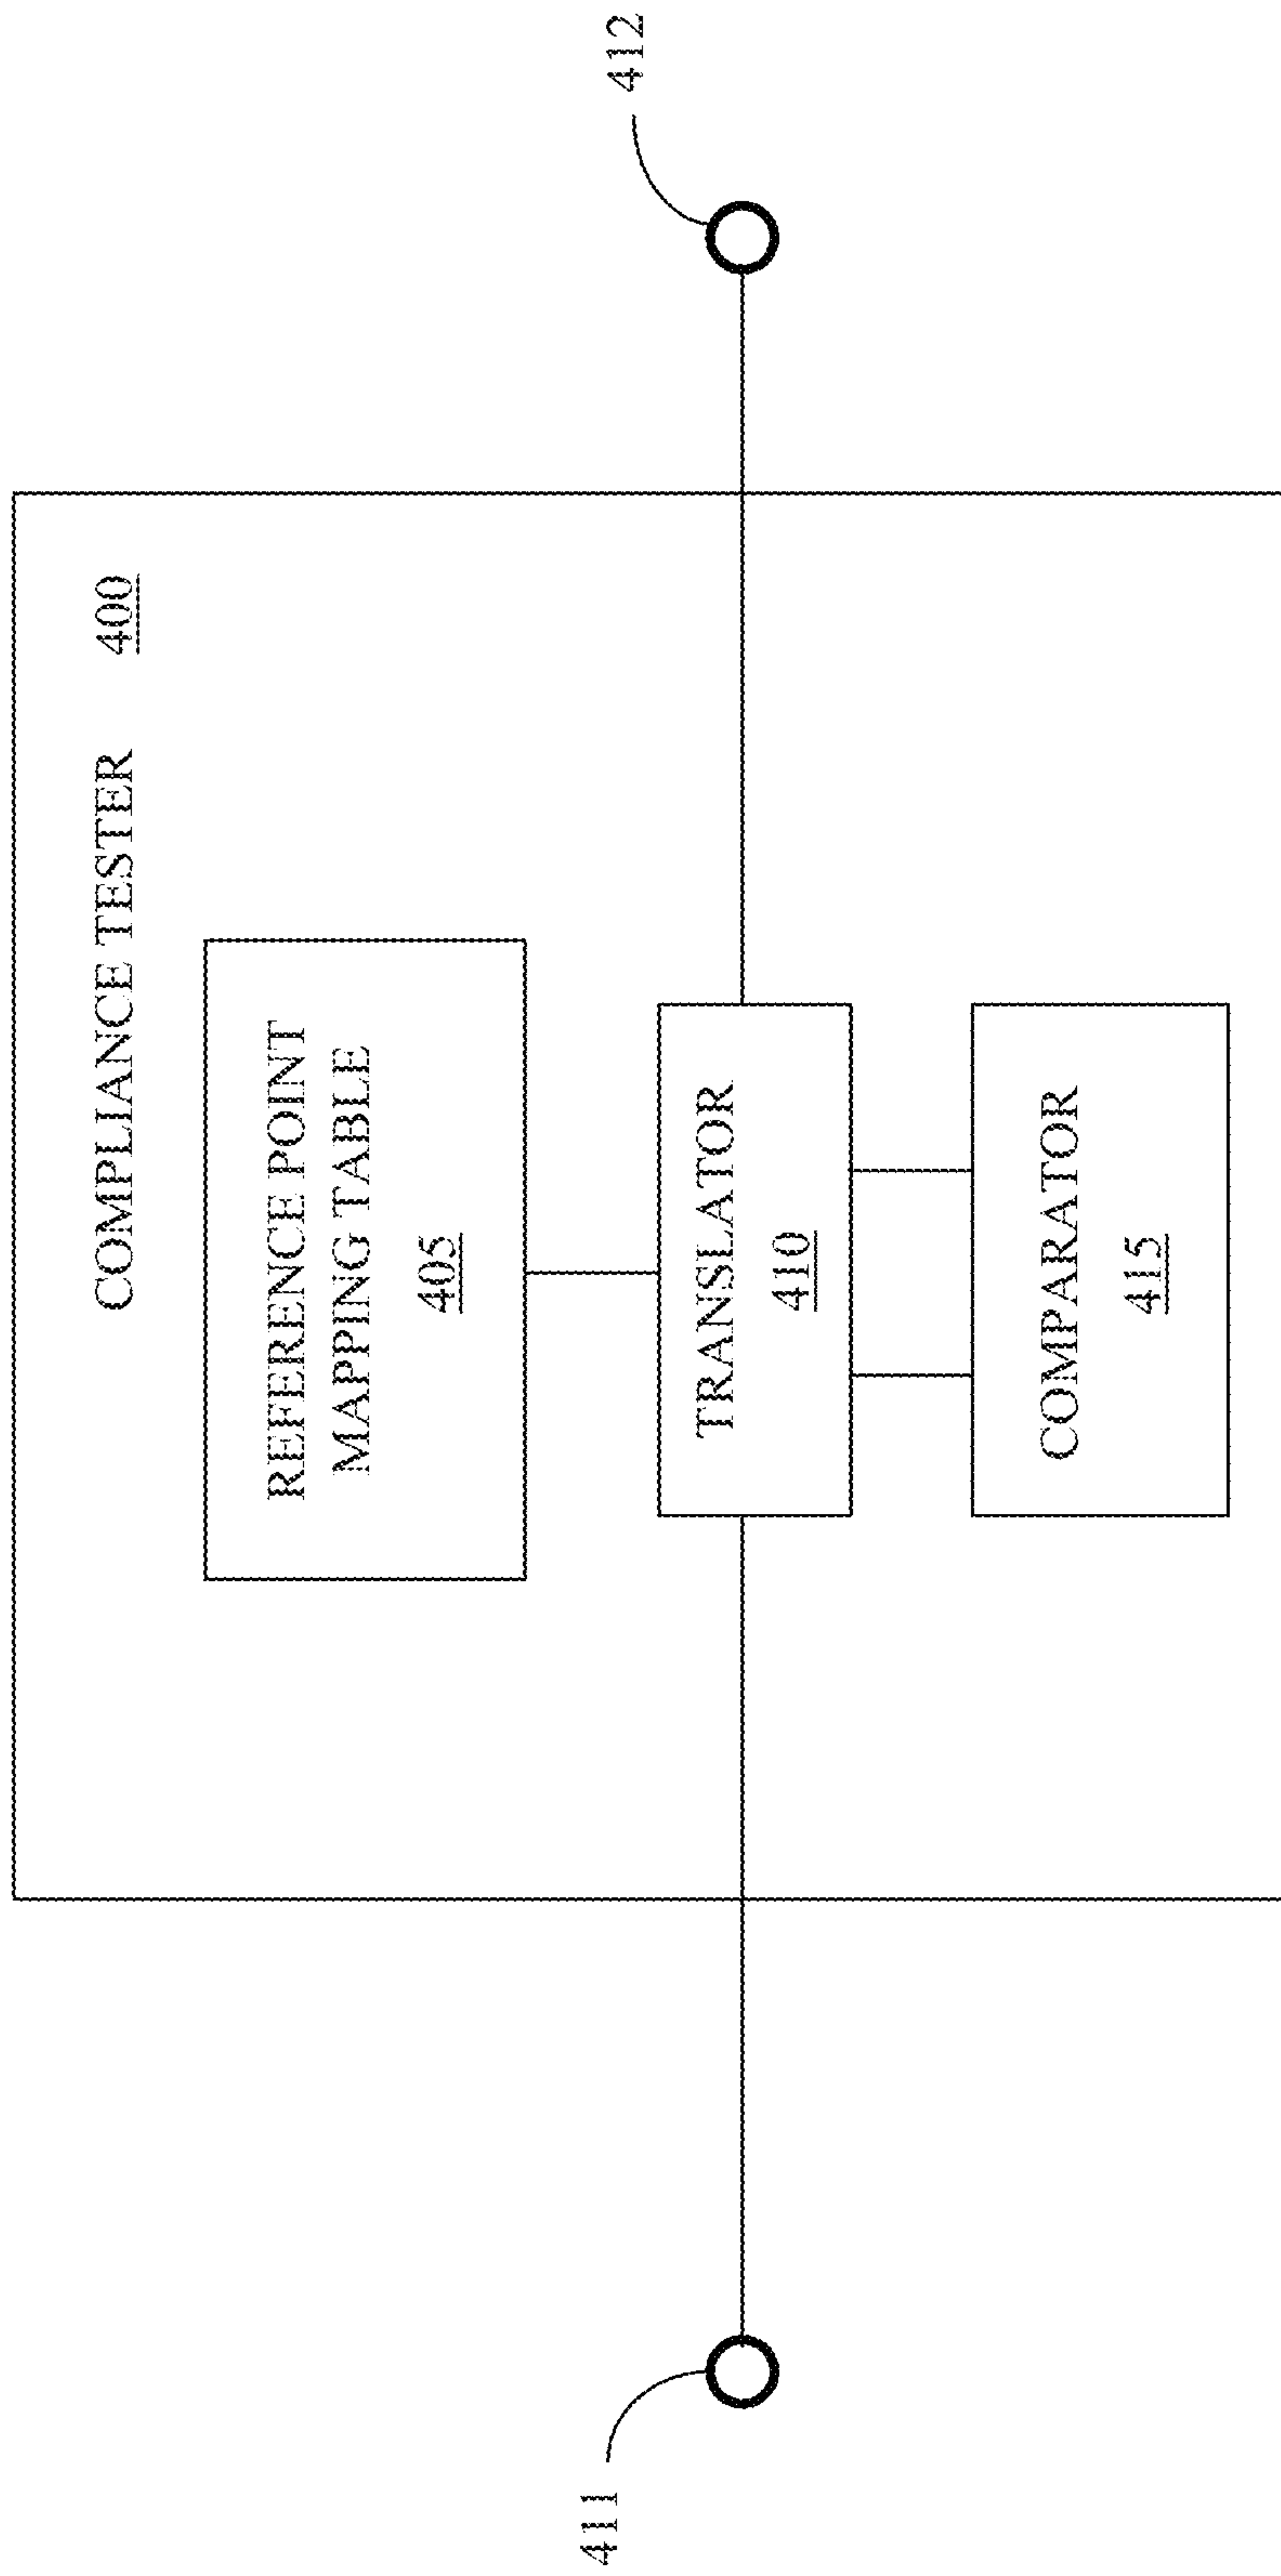 COMPLIANCE TESTER 400
REFERENCE POINT
MAPPING TABLE
405
412
411
TRANSLATOR
410
COMPARATOR
415